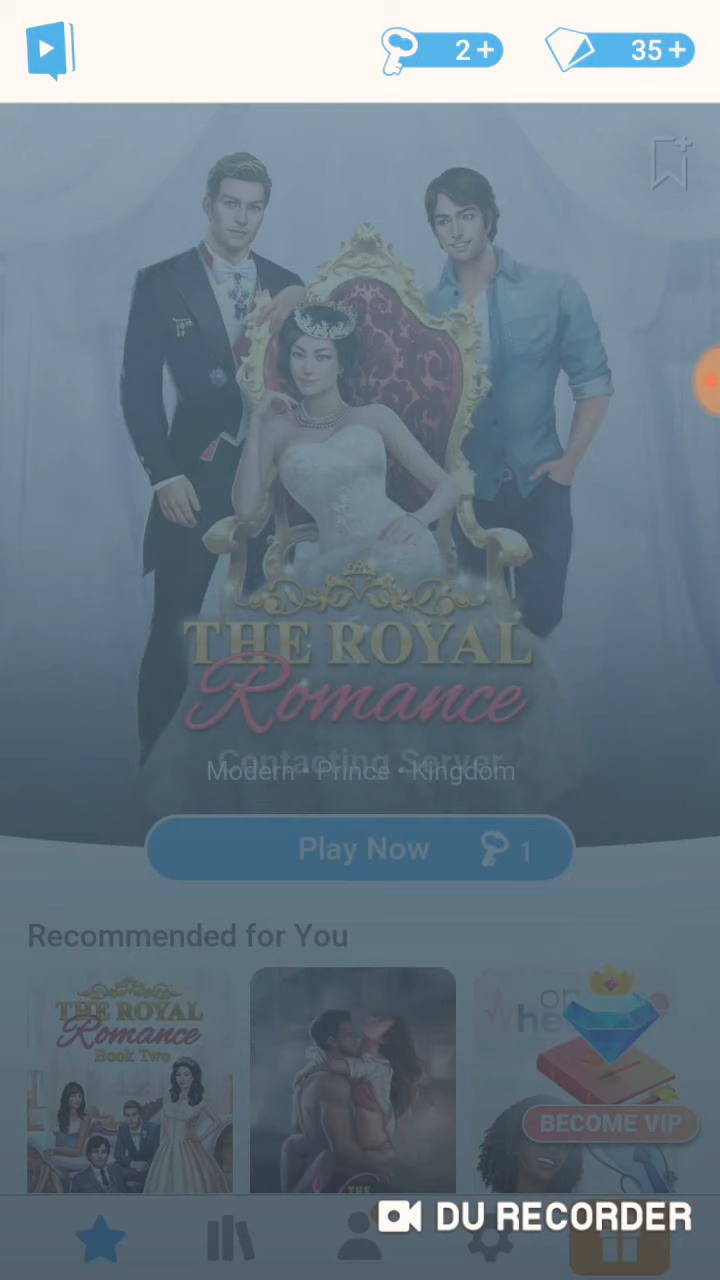 2+
35+
THE ROYAL
Romance
Contacting Server
Modern • Prince • Kingdom
Play Now 1
Recommended for You
THE ROYAL
Romance
Book Two
THE
BECOME VIP
DU RECORDER